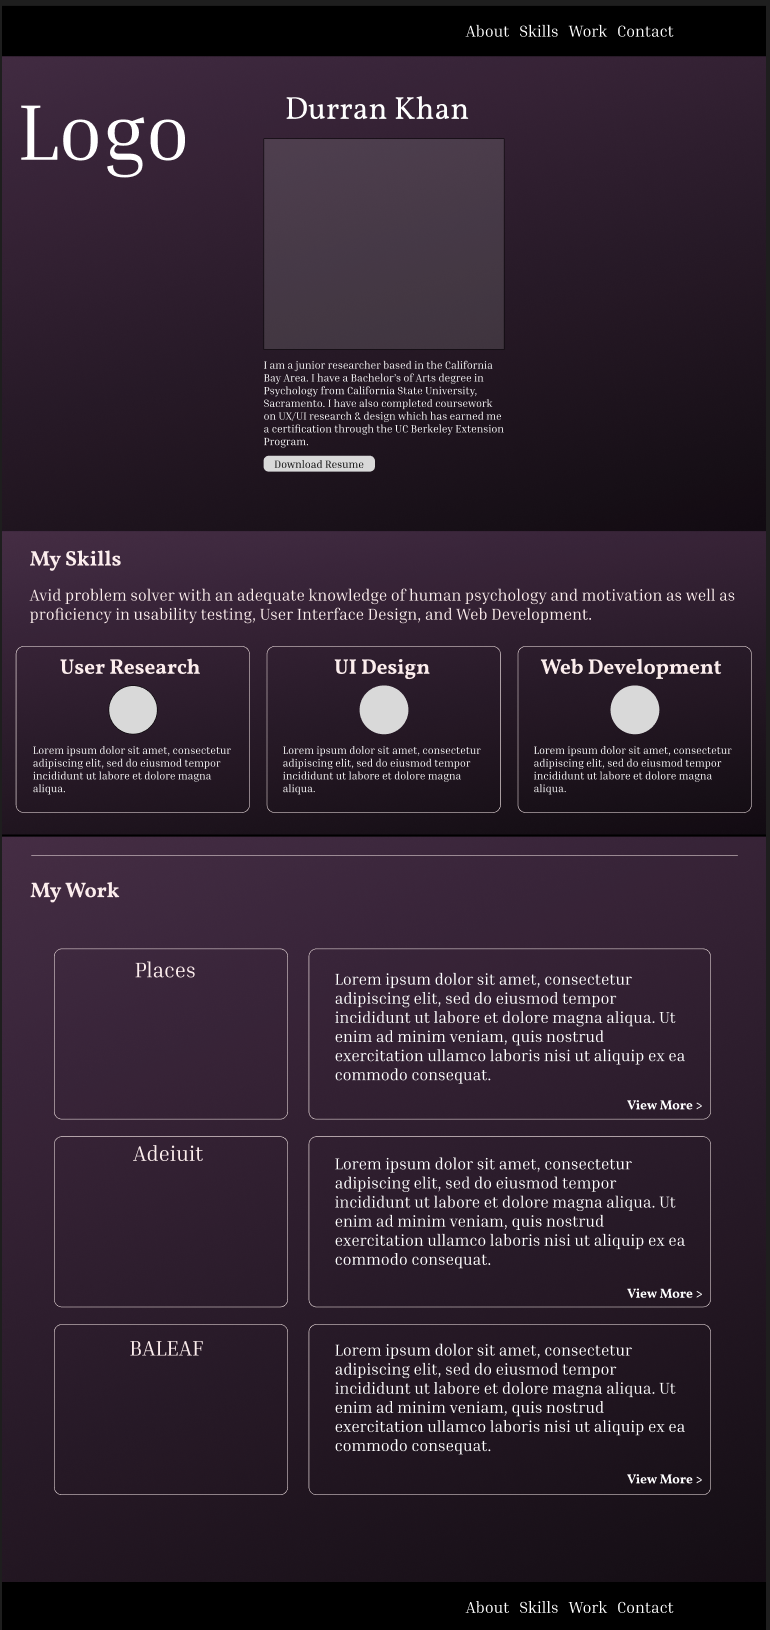 About Skills Work Contact
Logo
Durran Khan
I am a junior researcher based in the California
Bay Area. I have a Bachelor's of Arts degree in
Psychology from California State University,
Sacramento. I have also completed coursework
on UX/UI research & design which has earned me
a certification through the UC Berkeley Extension
Program.
Download Resume
My Skills
Avid problem solver with an adequate knowledge of human psychology and motivation as well as
proficiency in usability testing, User Interface Design, and Web Development.
User Research
Lorem ipsum dolor sit amet, consectetur
adipiscing elit, sed do eiusmod tempor
incididunt ut labore et dolore magna
aliqua.
UI Design
Lorem ipsum dolor sit amet, consectetur
adipiscing elit, sed do eiusmod tempor
incididunt ut labore et dolore magna
aliqua.
Web Development
Lorem ipsum dolor sit amet, consectetur
adipiscing elit, sed do eiusmod tempor
incididunt ut labore et dolore magna
aliqua.
My Work
Places
Lorem ipsum dolor sit amet, consectetur
adipiscing elit, sed do eiusmod tempor
incididunt ut labore et dolore magna aliqua. Ut
enim ad minim veniam, quis nostrud
exercitation ullamco laboris nisi ut aliquip ex ea
commodo consequat.
View More >
Adeiuit
Lorem ipsum dolor sit amet, consectetur
adipiscing elit, sed do eiusmod tempor
incididunt ut labore et dolore magna aliqua. Ut
enim ad minim veniam, quis nostrud
exercitation ullamco laboris nisi ut aliquip ex ea
commodo consequat.
View More >
BALEAF
Lorem ipsum dolor sit amet, consectetur
adipiscing elit, sed do eiusmod tempor
incididunt ut labore et dolore magna aliqua. Ut
enim ad minim veniam, quis nostrud
exercitation ullamco laboris nisi ut aliquip ex ea
commodo consequat.
View More >
About Skills Work Contact